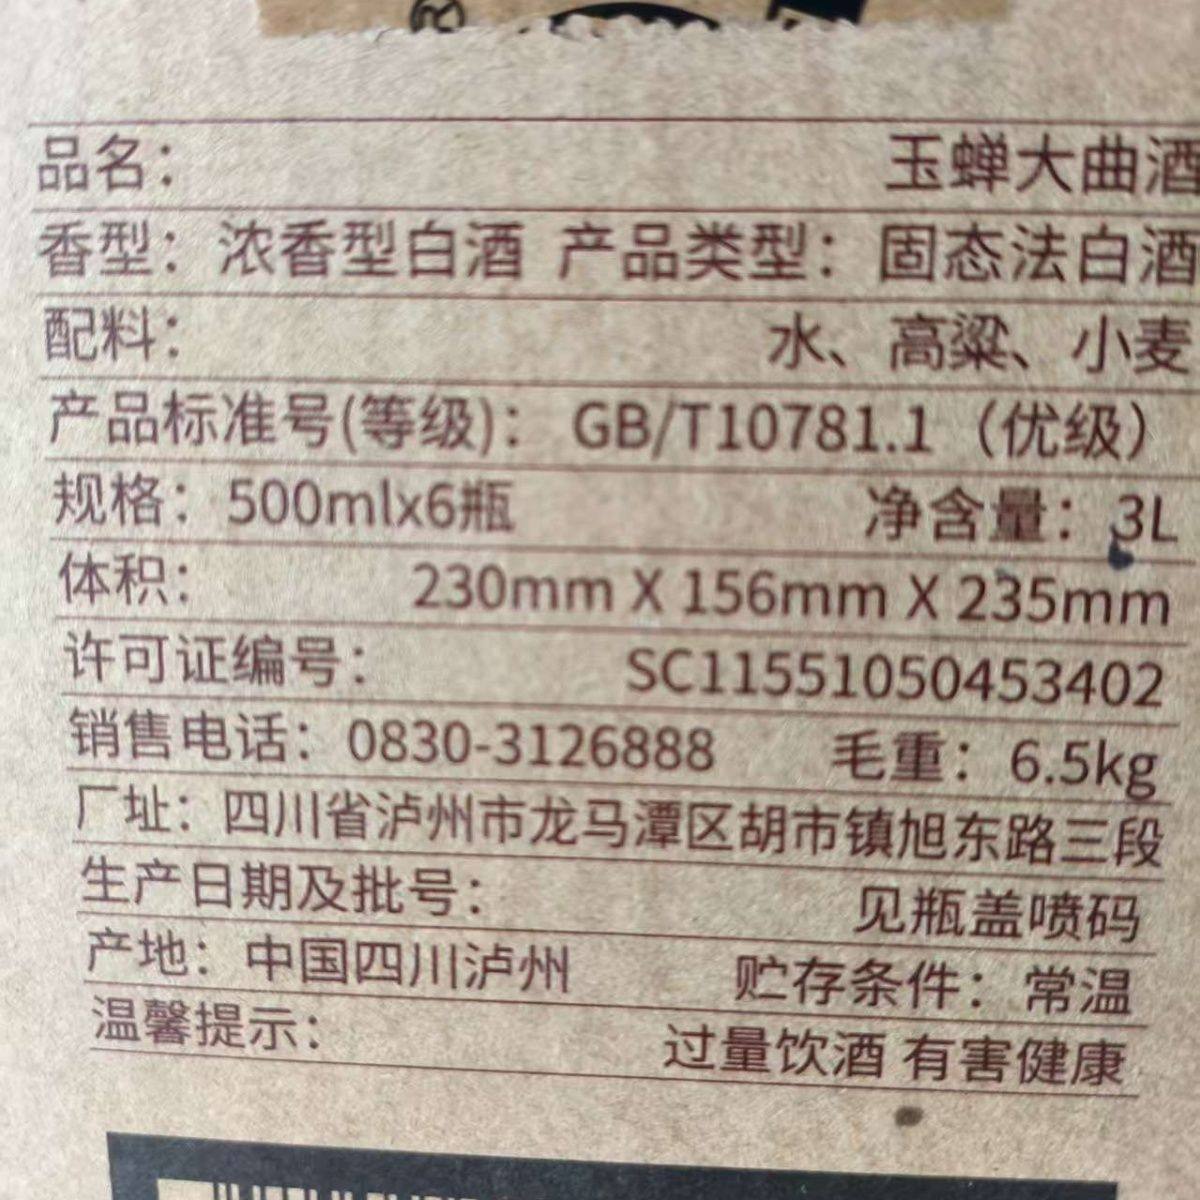 品名： 玉蝉大曲酒
香型： 浓香型白酒 产品类型： 固态法白酒
配料： 水、高粱、小麦
产品标准号(等级)： GB/T10781.1（优级）
规格： 500mlx6瓶 净含量： 3L
体积： 230mm X 156mm X 235mm
许可证编号： SC11551050453402
销售电话： 0830-3126888 毛重： 6.5kg
厂址： 四川省泸州市龙马潭区胡市镇旭东路三段
生产日期及批号： 见瓶盖喷码
产地： 中国四川泸州 贮存条件： 常温
温馨提示： 过量饮酒 有害健康